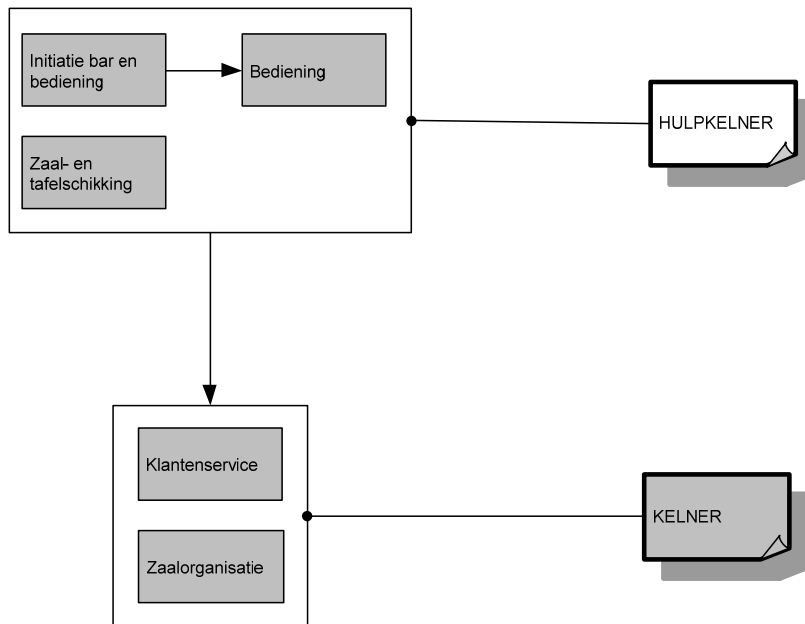 Initiatie bar en
bediening
Bediening
HULPKELNER
Zaal- en
tafelschikking
Klantenservice
KELNER
Zaalorganisatie